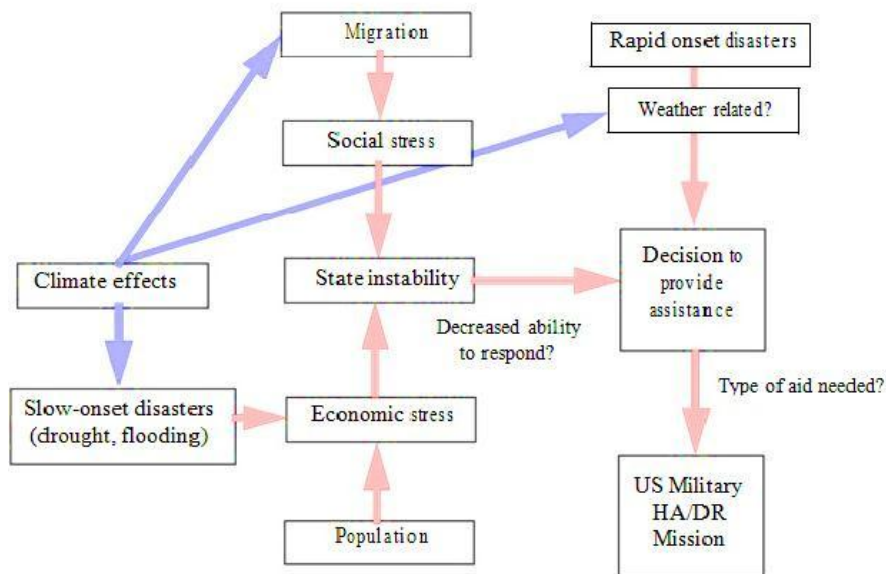 Migration
Rapid onset disasters
Weather related?
Social stress
Climate effects
State instability
Decision to
provide
assistance
Decreased ability
to respond?
Type of aid needed?
Slow-onset disasters
(drought, flooding)
Economic stress
US Military
HA/DR
Mission
Population